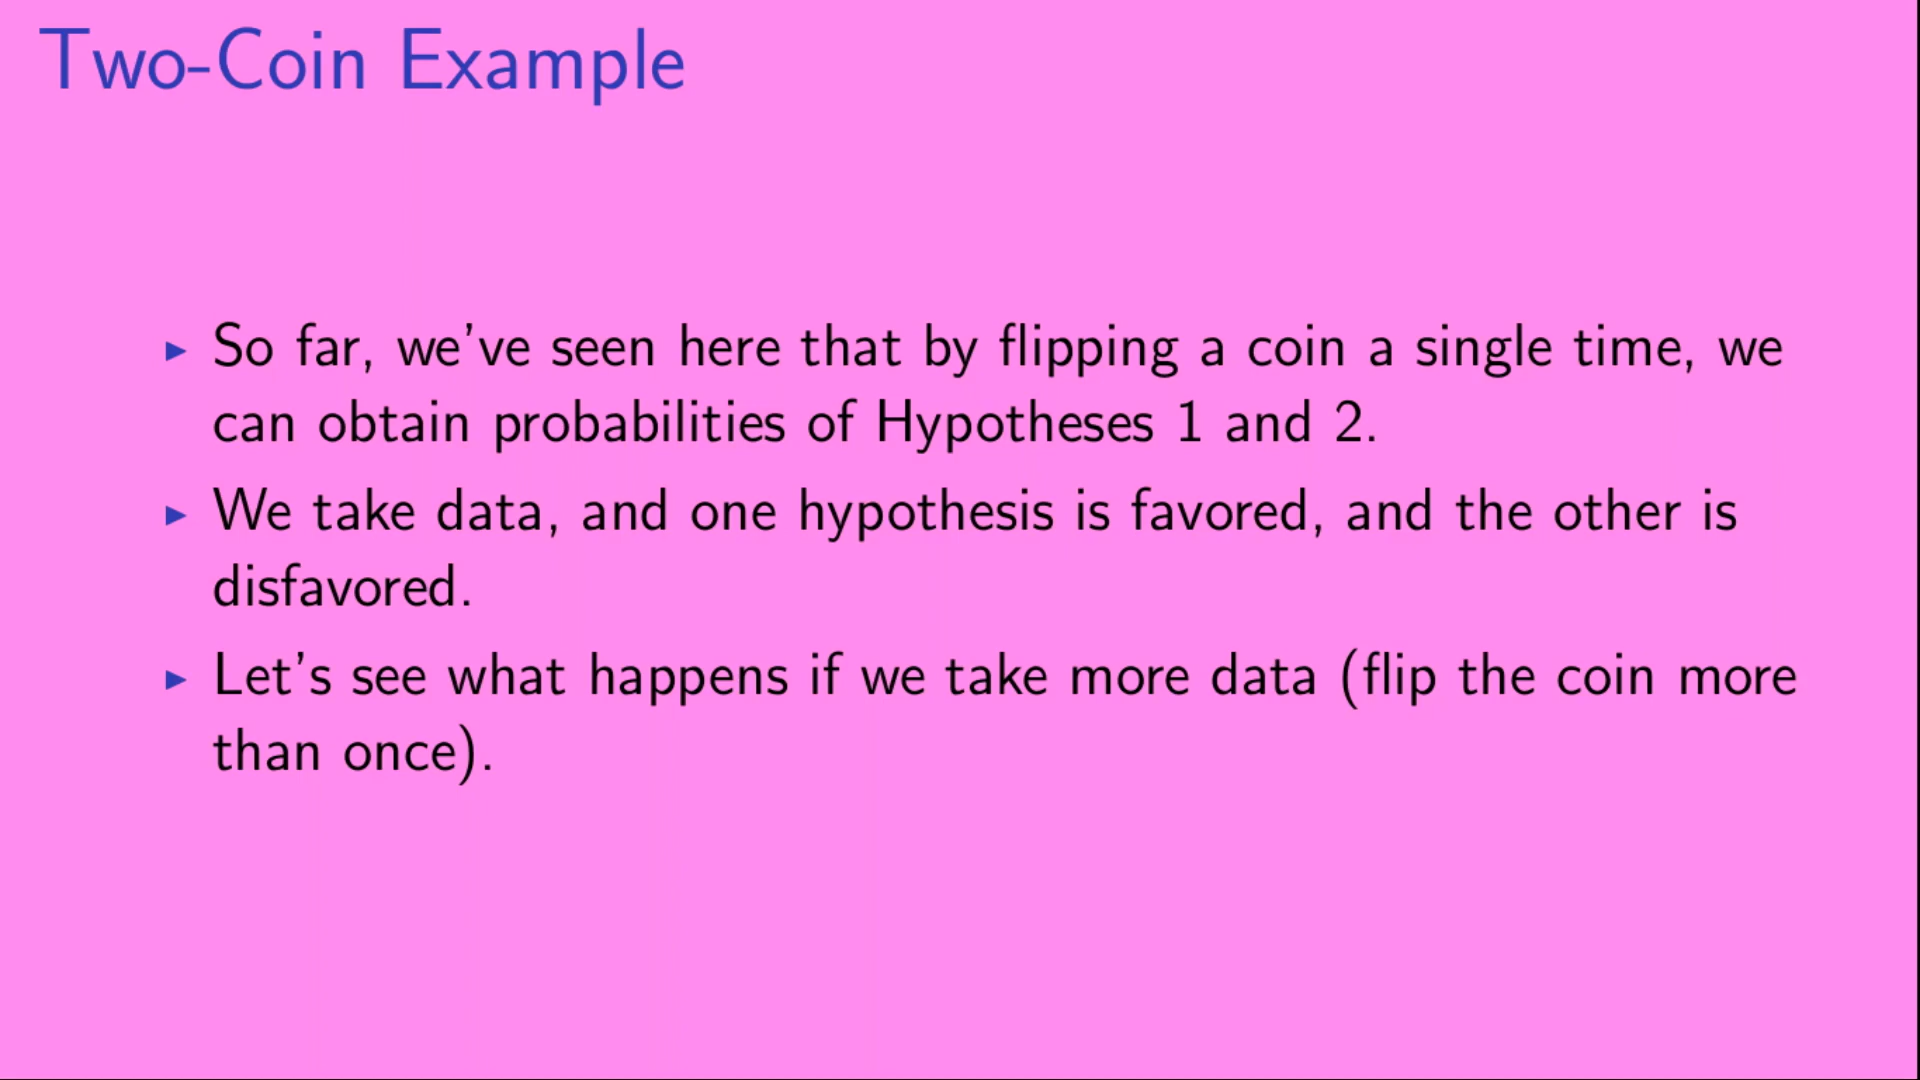 Two-Coin Example
▶ So far, we've seen here that by flipping a coin a single time, we
can obtain probabilities of Hypotheses 1 and 2.
▶ We take data, and one hypothesis is favored, and the other is
disfavored.
▶ Let's see what happens if we take more data (flip the coin more
than once).